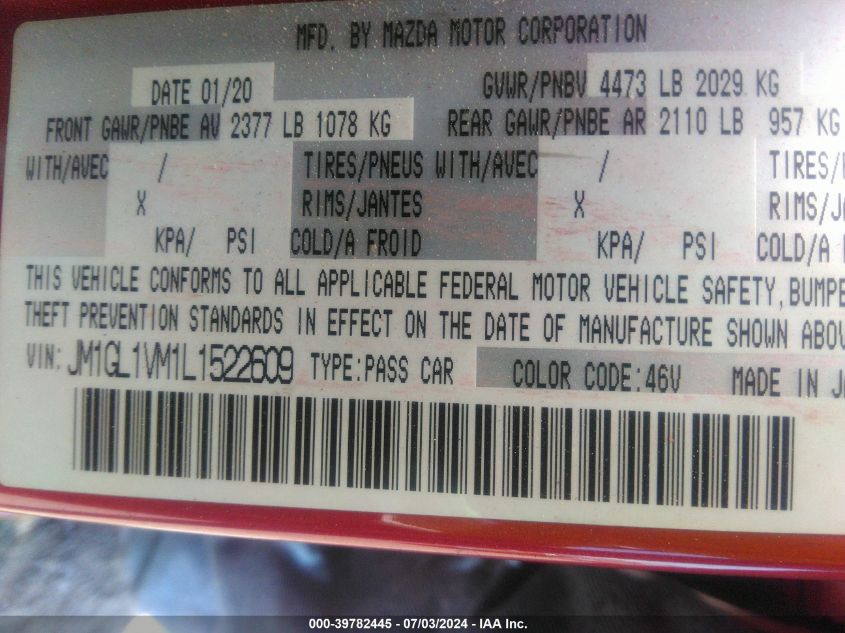 MFD. BY MAZDA MOTOR CORPORATION
DATE 01/20 GVWR/PNBV 4473 LB 2029 KG
FRONT GAWR/PNBE AV 2377 LB 1078 KG REAR GAWR/PNBE AR 2110 LB 957 KG
WITH/AVEC / TIRES/PNEUS WITH/AVEC / TIRES/
X RIMS/JANTES X RIMS/JA
KPA/ PSI COLD/A FROID KPA/ PSI COLD/A F
THIS VEHICLE CONFORMS TO ALL APPLICABLE FEDERAL MOTOR VEHICLE SAFETY, BUMPE
THEFT PREVENTION STANDARDS IN EFFECT ON THE DATE OF MANUFACTURE SHOWN ABOV
VIN: JM1GL1VM1L1522609 TYPE:PASS CAR COLOR CODE:46V MADE IN JA
000-39782445 - 07/03/2024 - IAA Inc.